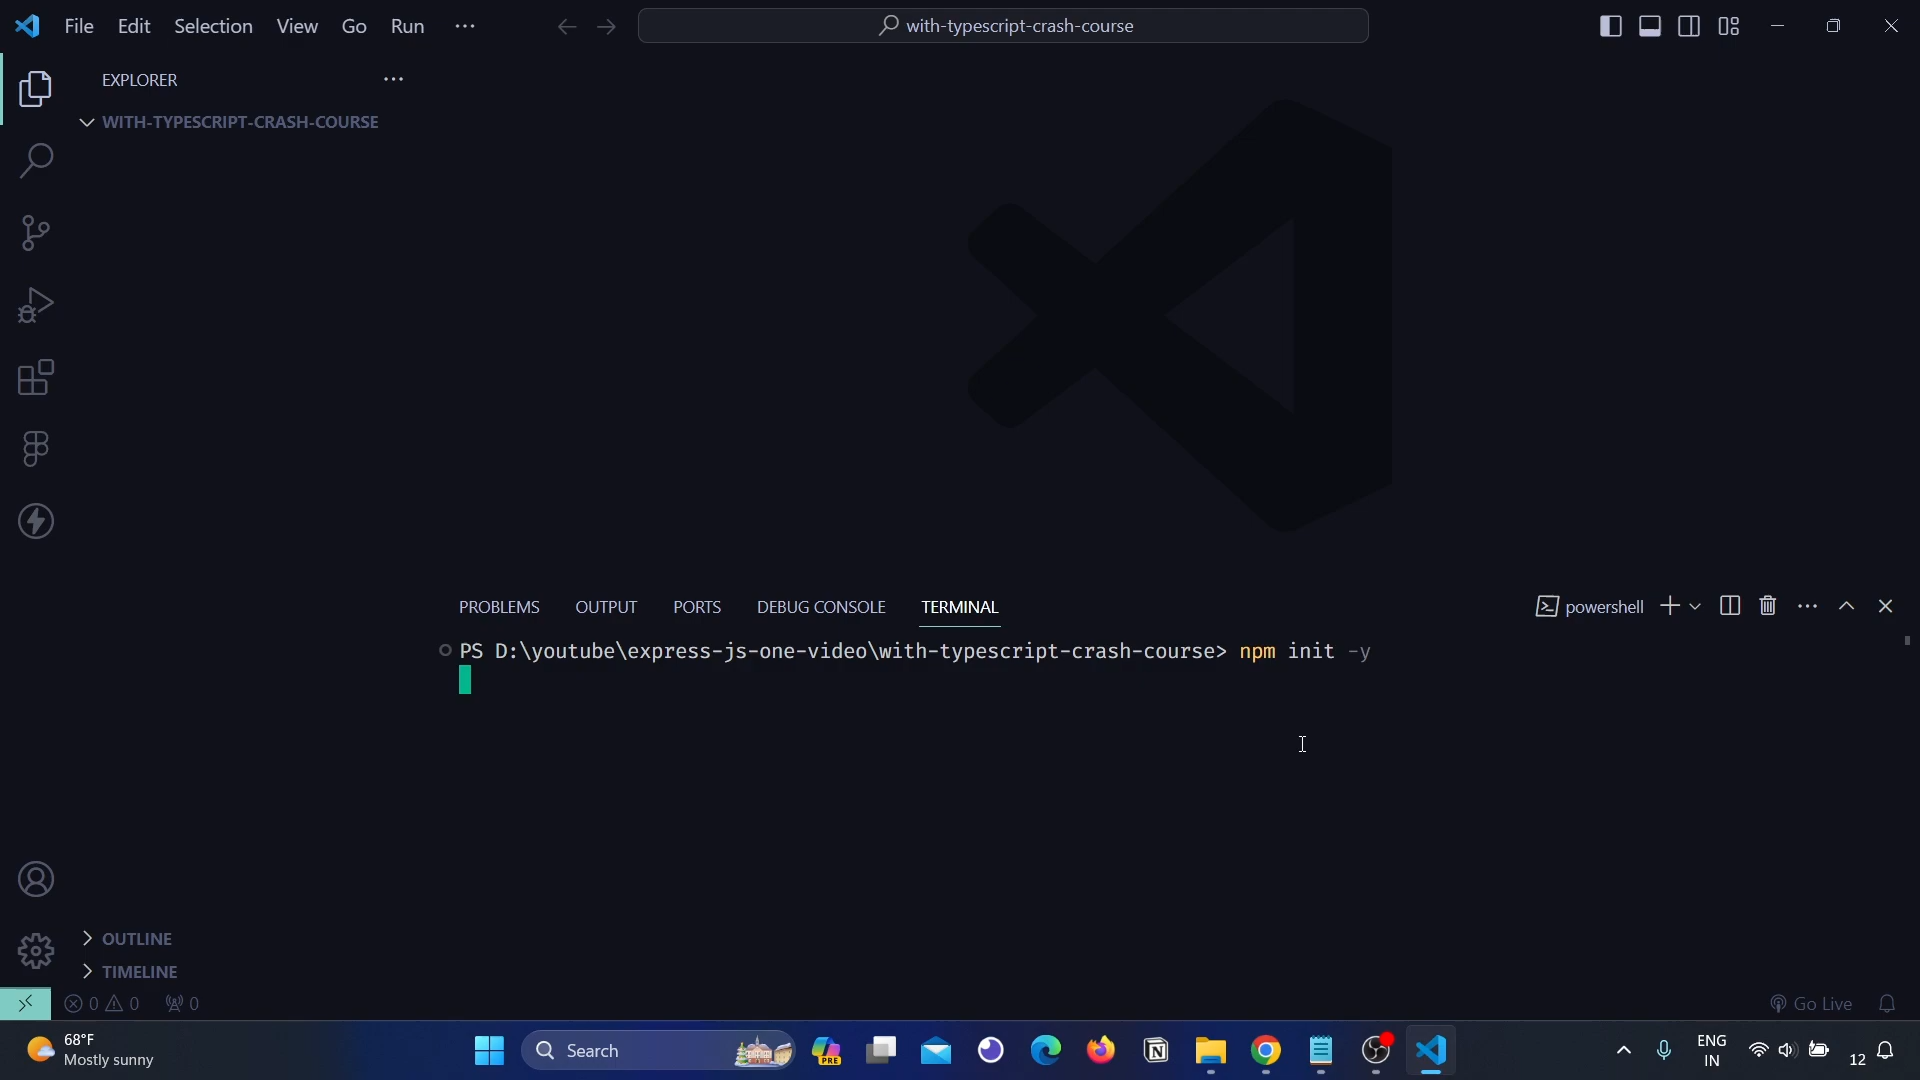 File Edit Selection View Go Run ···
with-typescript-crash-course
EXPLORER
WITH-TYPESCRIPT-CRASH-COURSE
PROBLEMS OUTPUT PORTS DEBUG CONSOLE TERMINAL
powershell
PS D:\youtube\express-js-one-video\with-typescript-crash-course> npm init -y
OUTLINE
TIMELINE
0 0 0
Go Live
68°F
Mostly sunny
Search
PRE
ENG
IN
12